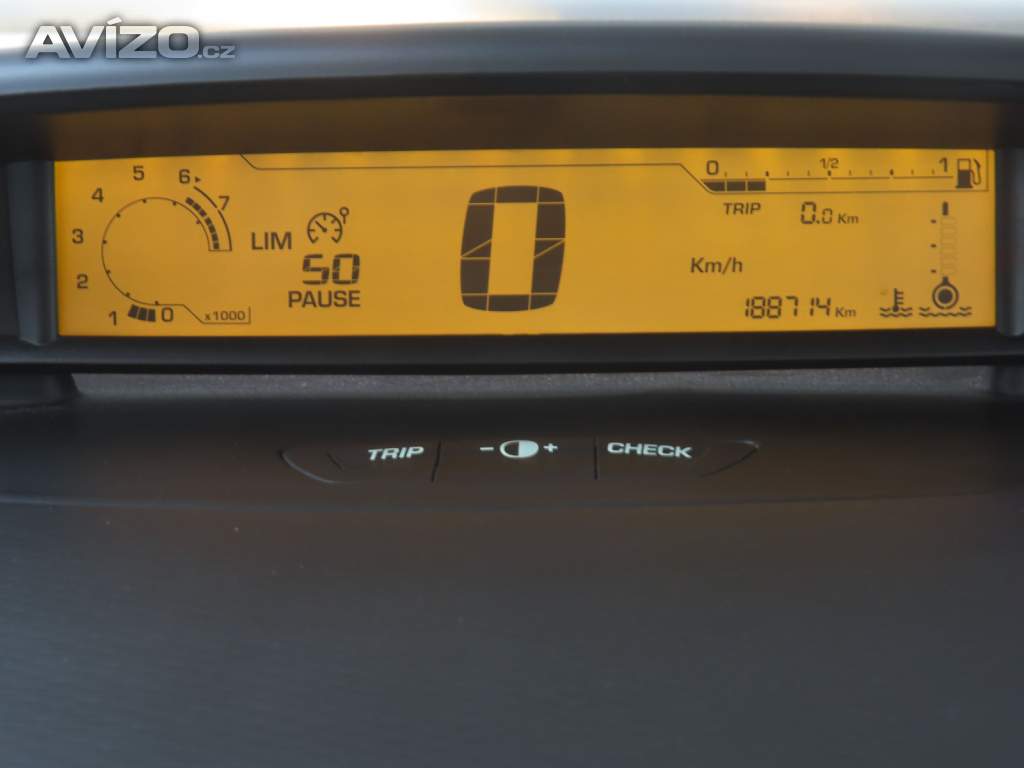 AVÍZO.cz
0 1/2 1
TRIP 0.0 Km
5
4 6
3 7
2
1 0 x1000
LIM
50
PAUSE
0
Km/h
188714 Km
TRIP - + CHECK